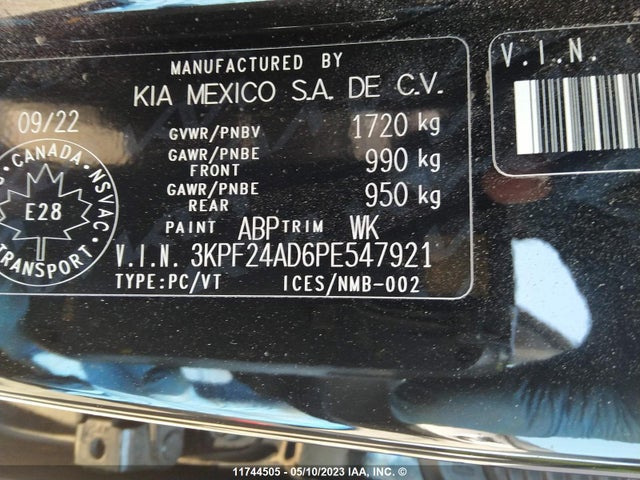 MANUFACTURED BY
KIA MEXICO S.A. DE C.V.
09/22
GVWR/PNBV 1720 kg
GAWR/PNBE FRONT 990 kg
GAWR/PNBE REAR 950 kg
PAINT ABP TRIM WK
V.I.N. 3KPF24AD6PE547921
TYPE:PC/VT ICES/NMB-002
CANADA
NSVAC
E28
TRANSPORT
V.I.N.
11744505 - 05/10/2023 IAA, INC. ©